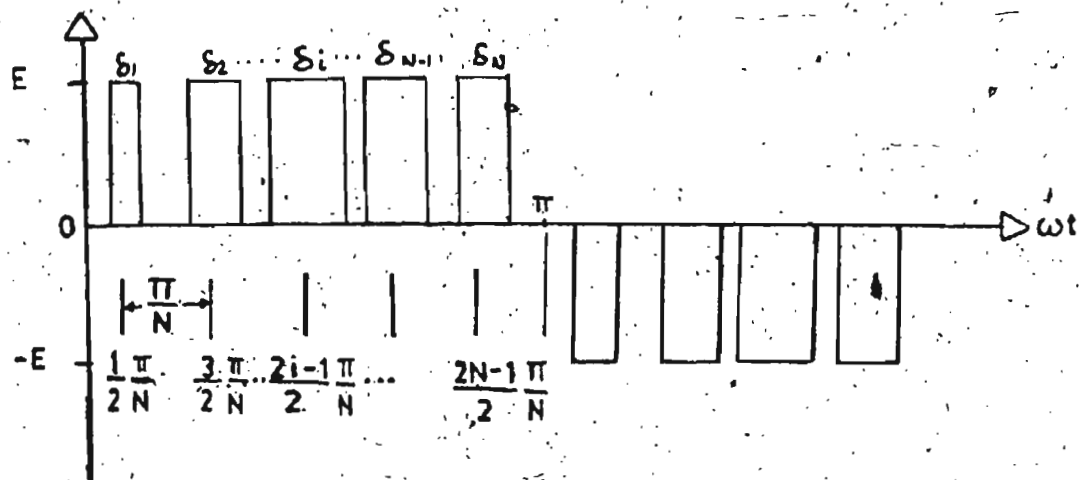 δ1 δ2 ···· δi ··· δN-1 · δN
E
π
0
ωt
π/N
-E
1/2 π/N 3/2 π/N ·· 2i-1/2 π/N ··· 2N-1/2 π/N